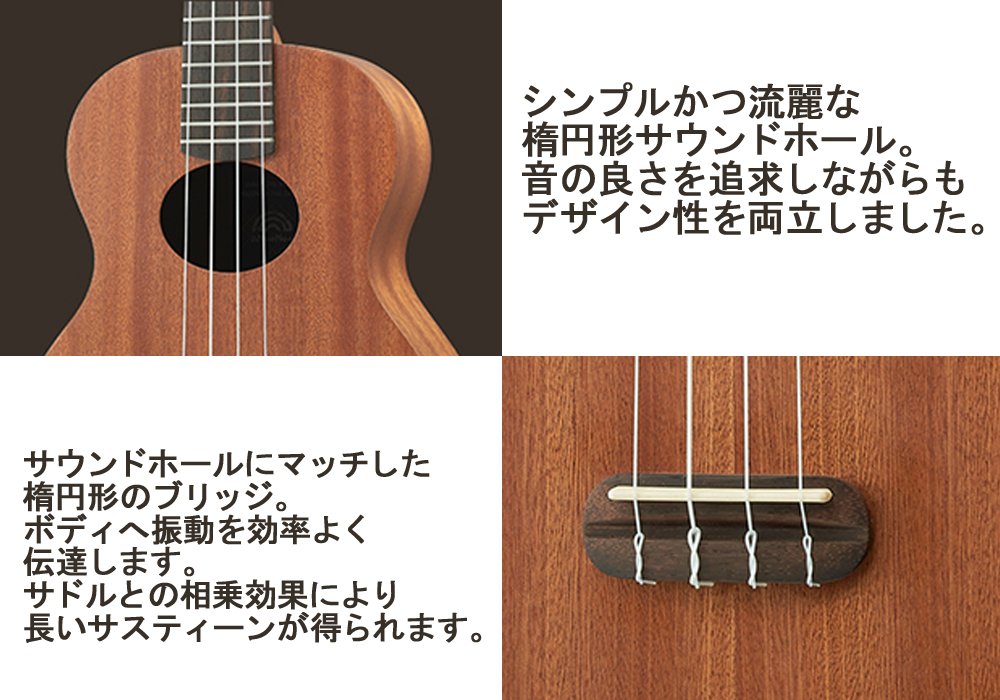 シンプルかつ流麗な
楕円形サウンドホール。
音の良さを追求しながらも
デザイン性を両立しました。
サウンドホールにマッチした
楕円形のブリッジ。
ボディへ振動を効率よく
伝達します。
サドルとの相乗効果により
長いサスティーンが得られます。